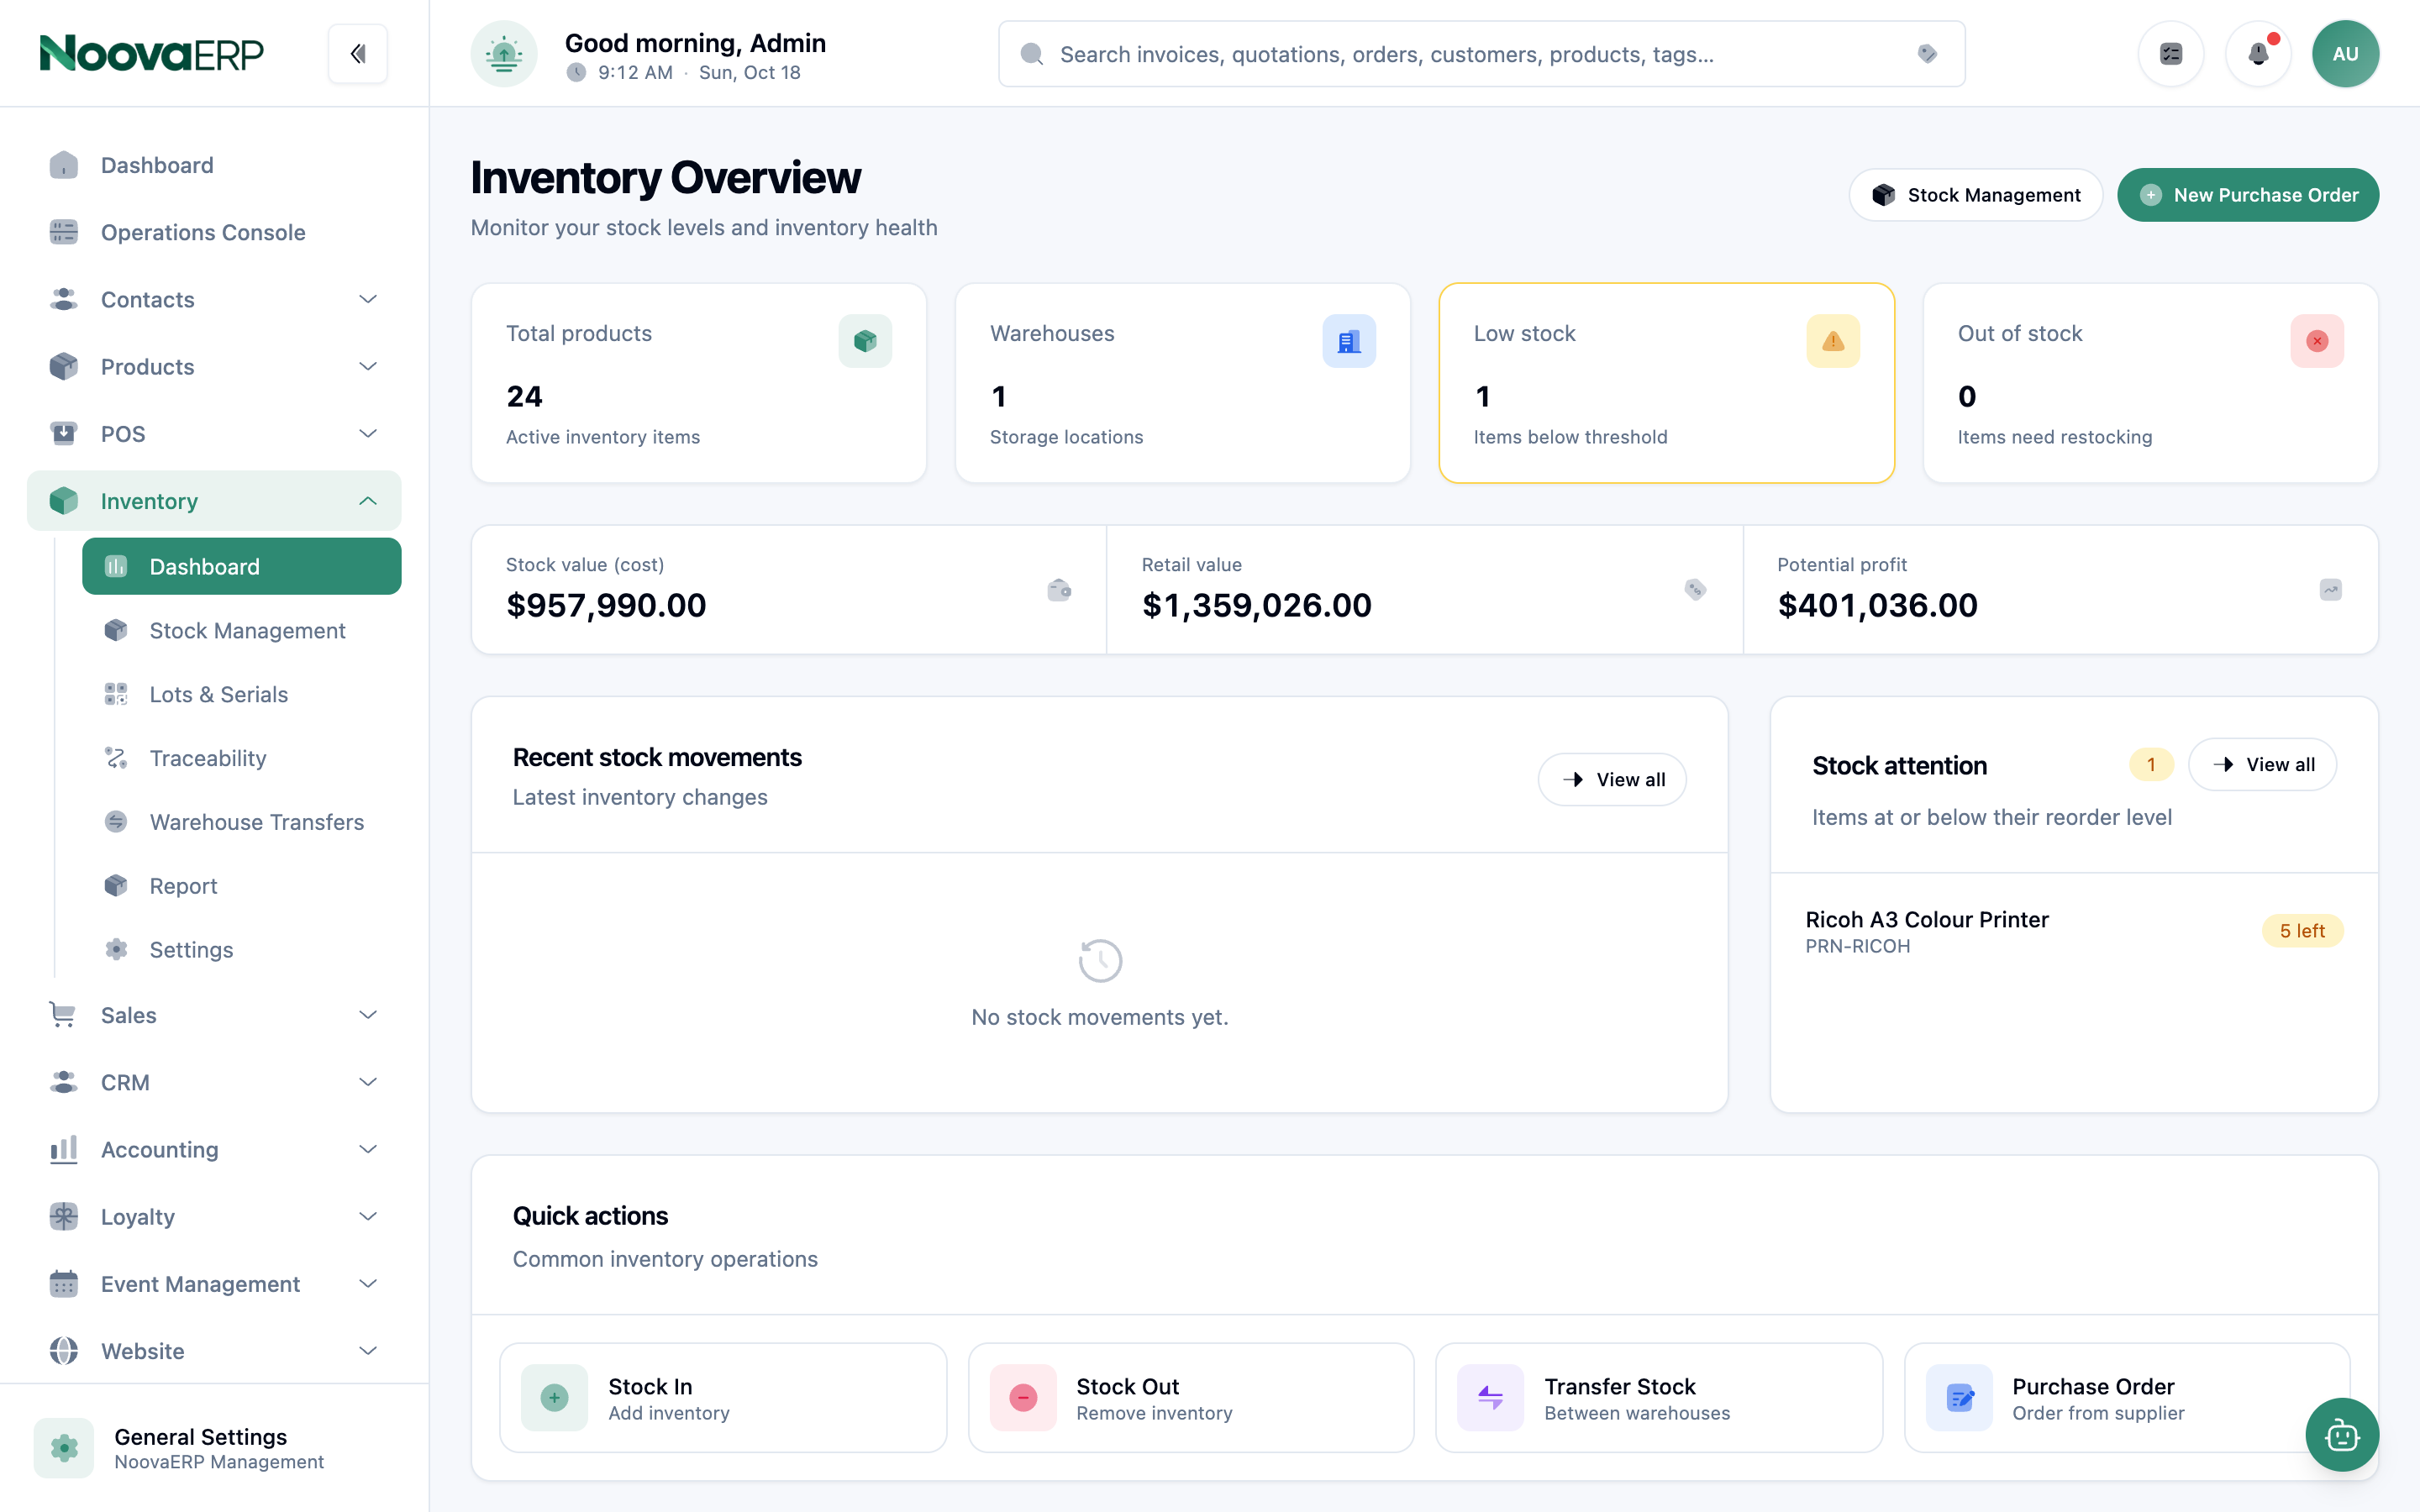 NoovaERP
Good morning, Admin
9:12 AM · Sun, Oct 18
Search invoices, quotations, orders, customers, products, tags...
AU
Dashboard
Operations Console
Contacts
Products
POS
Inventory
Dashboard
Stock Management
Lots & Serials
Traceability
Warehouse Transfers
Report
Settings
Sales
CRM
Accounting
Loyalty
Event Management
Website
General Settings
NoovaERP Management
Inventory Overview
Monitor your stock levels and inventory health
Stock Management
New Purchase Order
Total products
24
Active inventory items
Warehouses
1
Storage locations
Low stock
1
Items below threshold
Out of stock
0
Items need restocking
Stock value (cost)
$957,990.00
Retail value
$1,359,026.00
Potential profit
$401,036.00
Recent stock movements
Latest inventory changes
View all
No stock movements yet.
Stock attention
1
View all
Items at or below their reorder level
Ricoh A3 Colour Printer
PRN-RICOH
5 left
Quick actions
Common inventory operations
Stock In
Add inventory
Stock Out
Remove inventory
Transfer Stock
Between warehouses
Purchase Order
Order from supplier